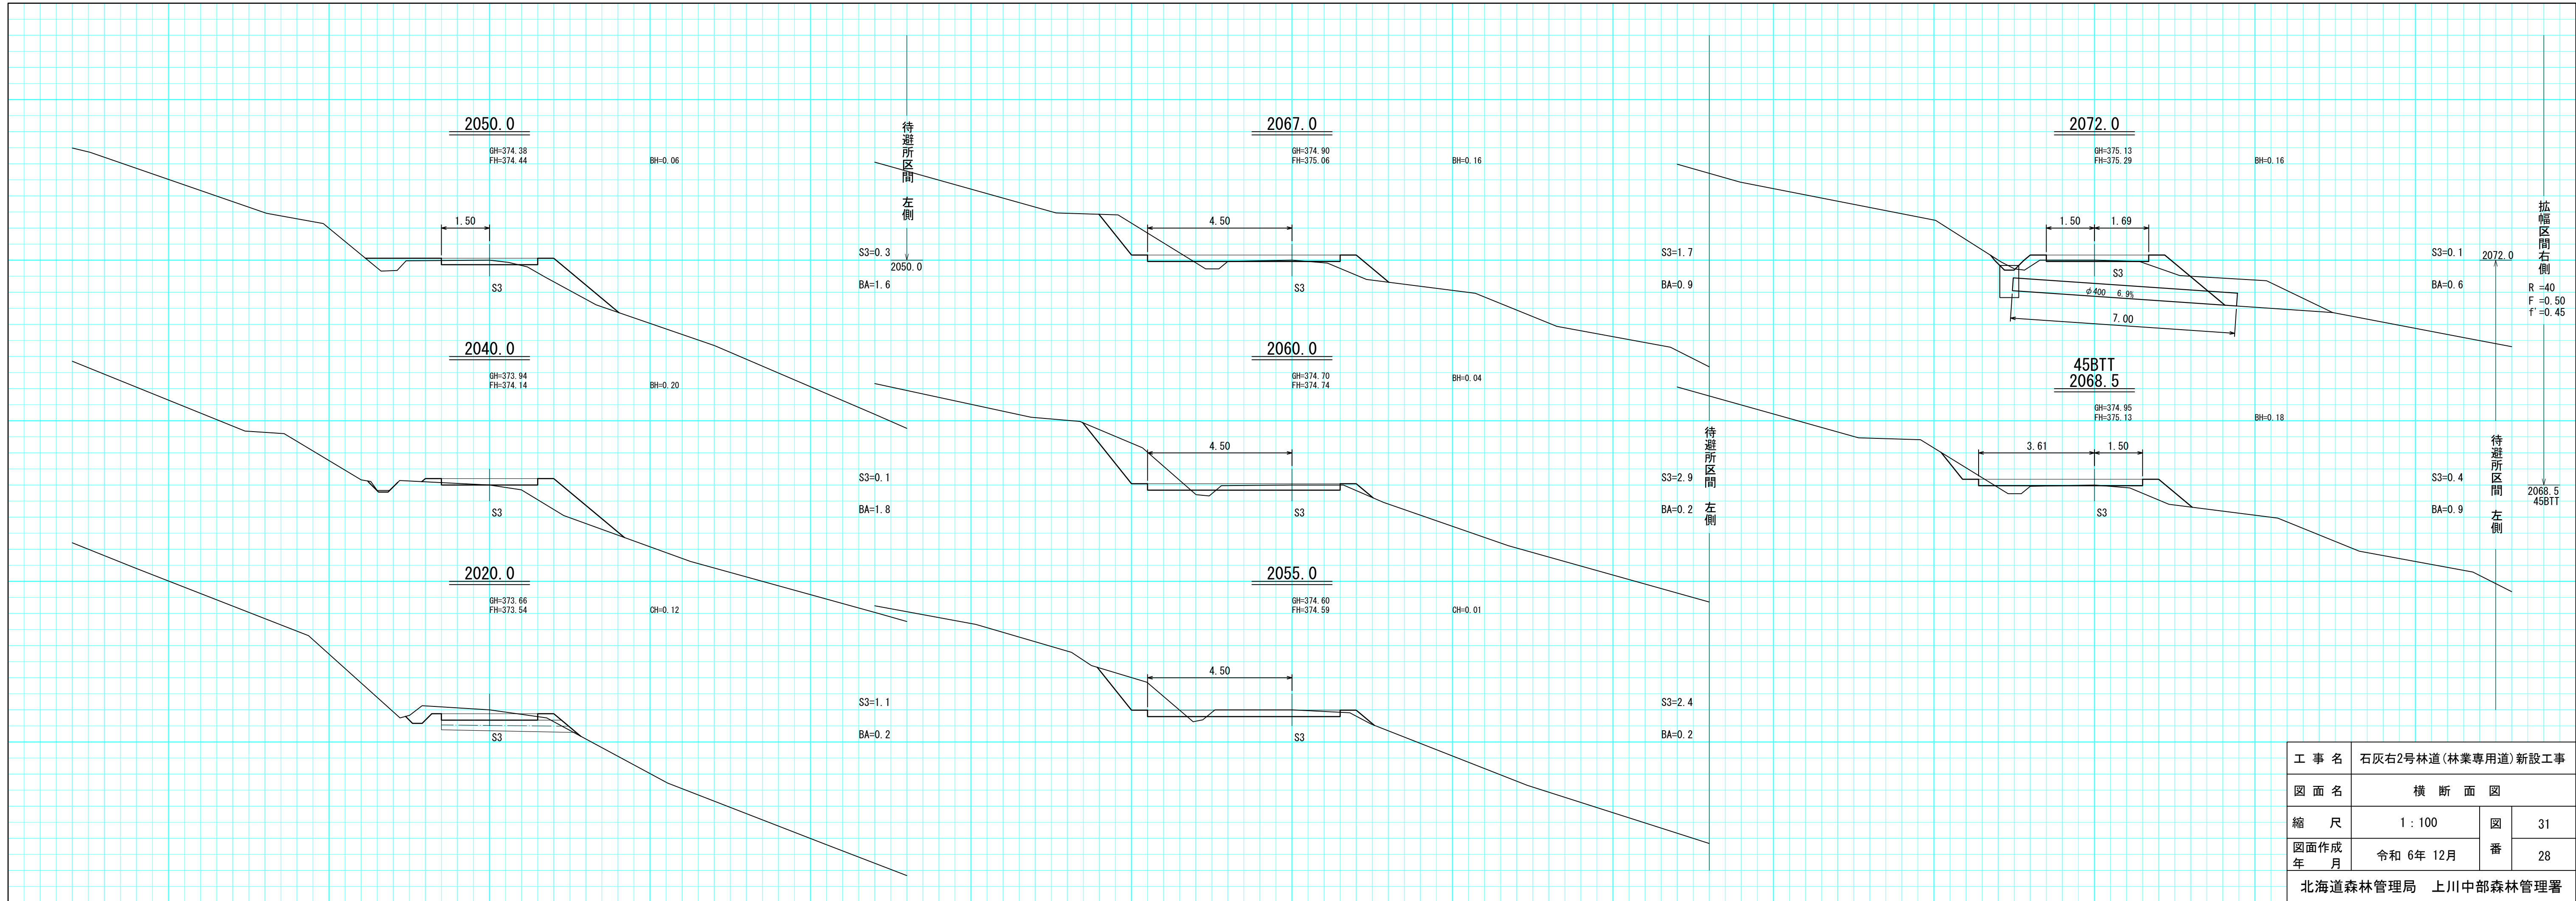 2050.0
GH=374.38
FH=374.44
BH=0.06
1.50
S3
S3=0.3
BA=1.6
待避所区間 左側
2050.0
2040.0
GH=373.94
FH=374.14
BH=0.20
S3
S3=0.1
BA=1.8
2020.0
GH=373.66
FH=373.54
CH=0.12
S3
S3=1.1
BA=0.2
2067.0
GH=374.90
FH=375.06
BH=0.16
4.50
S3
S3=1.7
BA=0.9
2060.0
GH=374.70
FH=374.74
BH=0.04
4.50
S3
S3=2.9
BA=0.2
待避所区間 左側
2055.0
GH=374.60
FH=374.59
CH=0.01
4.50
S3
S3=2.4
BA=0.2
2072.0
GH=375.13
FH=375.29
BH=0.16
1.50 1.69
S3
φ400 6.9%
7.00
S3=0.1
BA=0.6
2072.0
拡幅区間右側
R =40
F =0.50
f'=0.45
45BTT
2068.5
GH=374.95
FH=375.13
BH=0.18
3.61 1.50
S3
S3=0.4
BA=0.9
待避所区間 左側
2068.5
45BTT
工事名 石灰右2号林道(林業専用道)新設工事
図面名 横断面図
縮尺 1:100 図番 31
図面作成年月 令和 6年 12月 28
北海道森林管理局 上川中部森林管理署